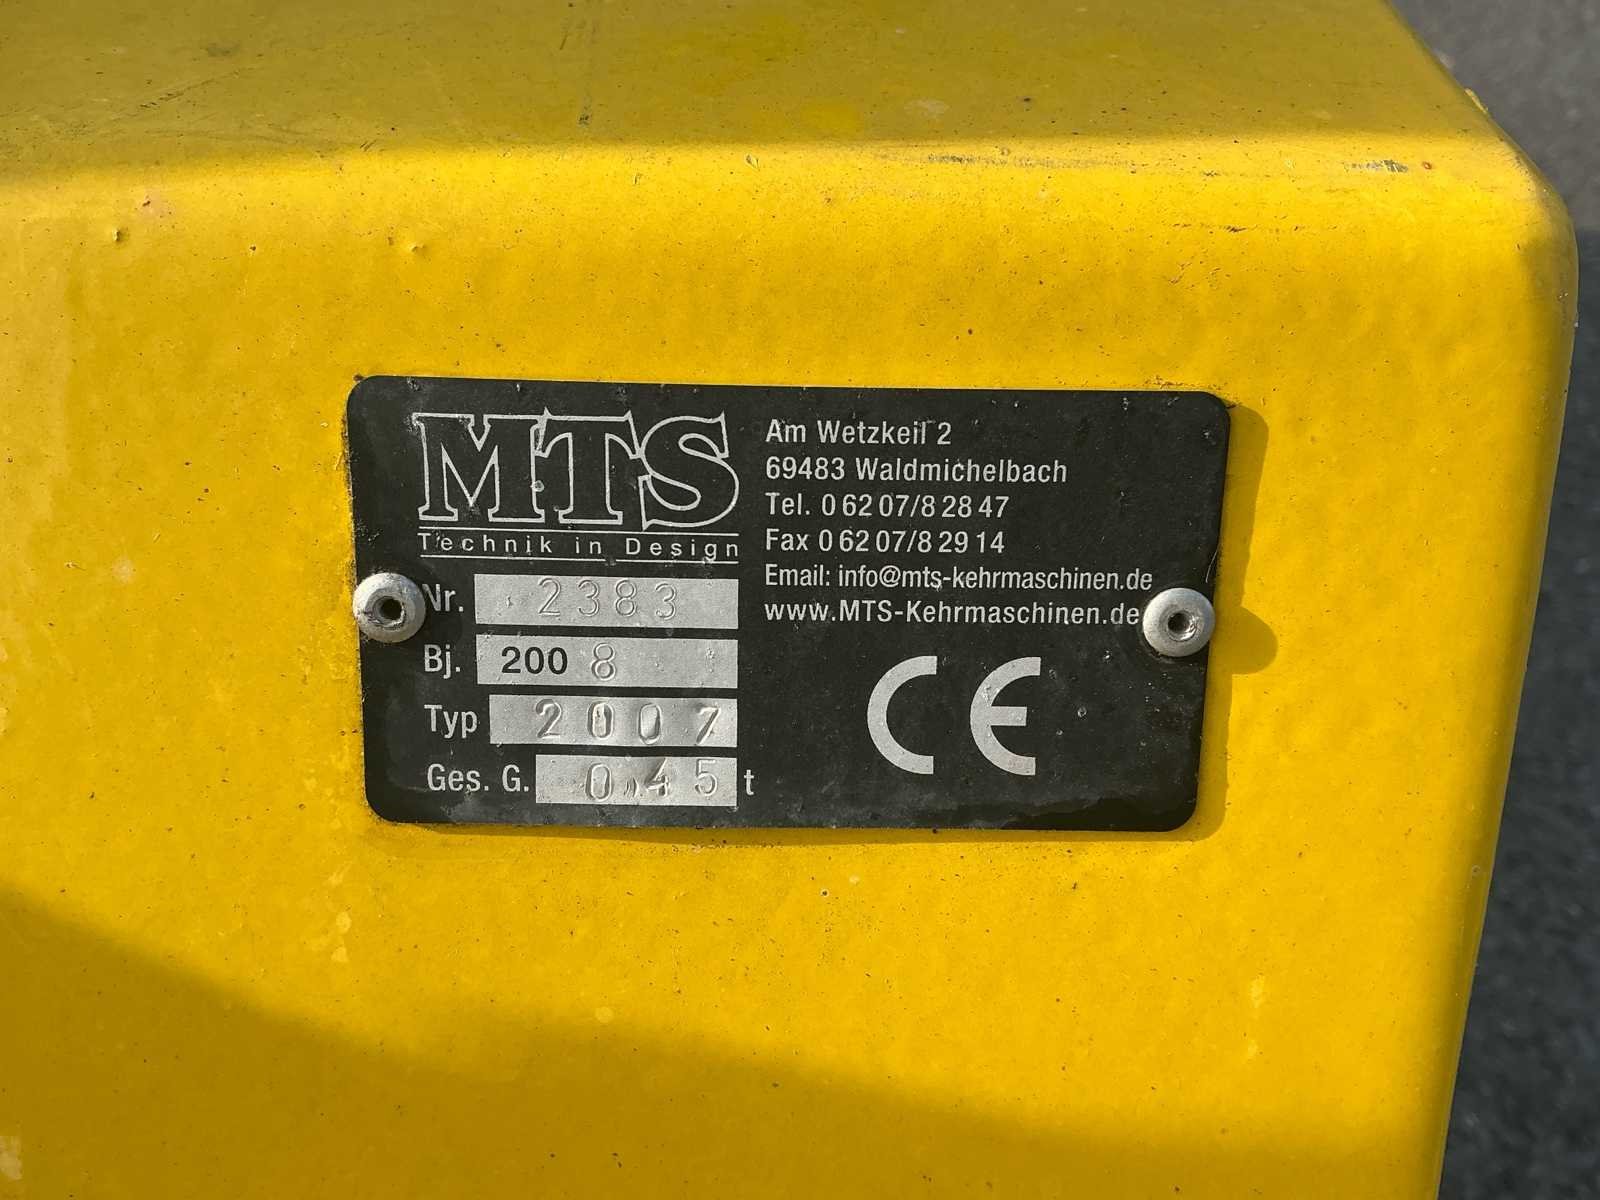 MTS
Technik in Design
Am Wetzkeil 2
69483 Waldmichelbach
Tel. 0 62 07/8 28 47
Fax 0 62 07/8 29 14
Email: info@mts-kehrmaschinen.de
www.MTS-Kehrmaschinen.de
Nr. 2383
Bj. 2008
Typ 2007
Ges. G. 0,45 t
CE